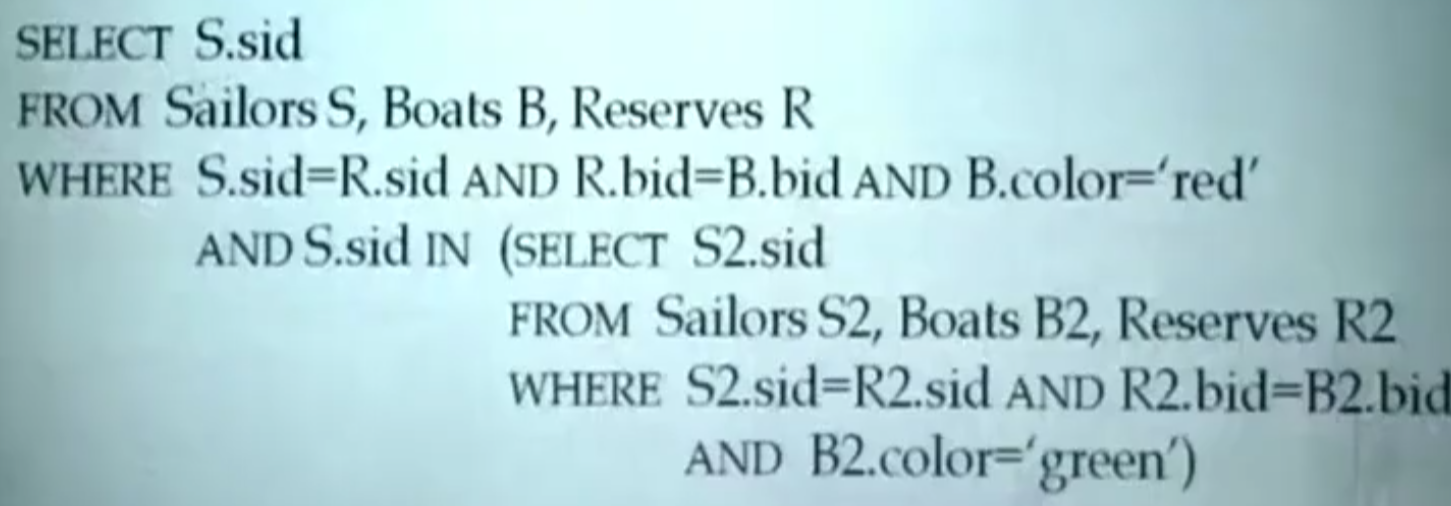 SELECT S.sid
FROM Sailors S, Boats B, Reserves R
WHERE S.sid=R.sid AND R.bid=B.bid AND B.color=‘red’
AND S.sid IN (SELECT S2.sid
FROM Sailors S2, Boats B2, Reserves R2
WHERE S2.sid=R2.sid AND R2.bid=B2.bid
AND B2.color=‘green’)